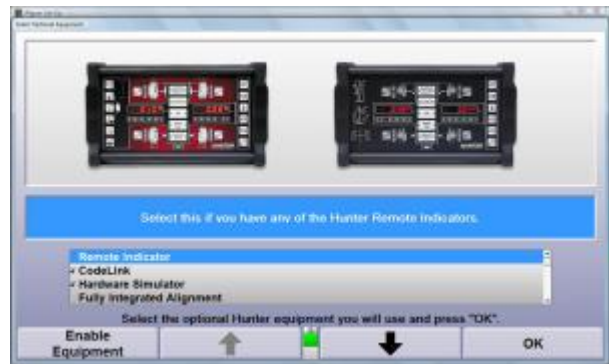 Select this if you have any of the Hunter Remote Indicators.
Remote Indicator
CodeLink
Hardware Simulator
Fully Integrated Alignment
Select the optional Hunter equipment you will use and press "OK".
Enable
Equipment
OK